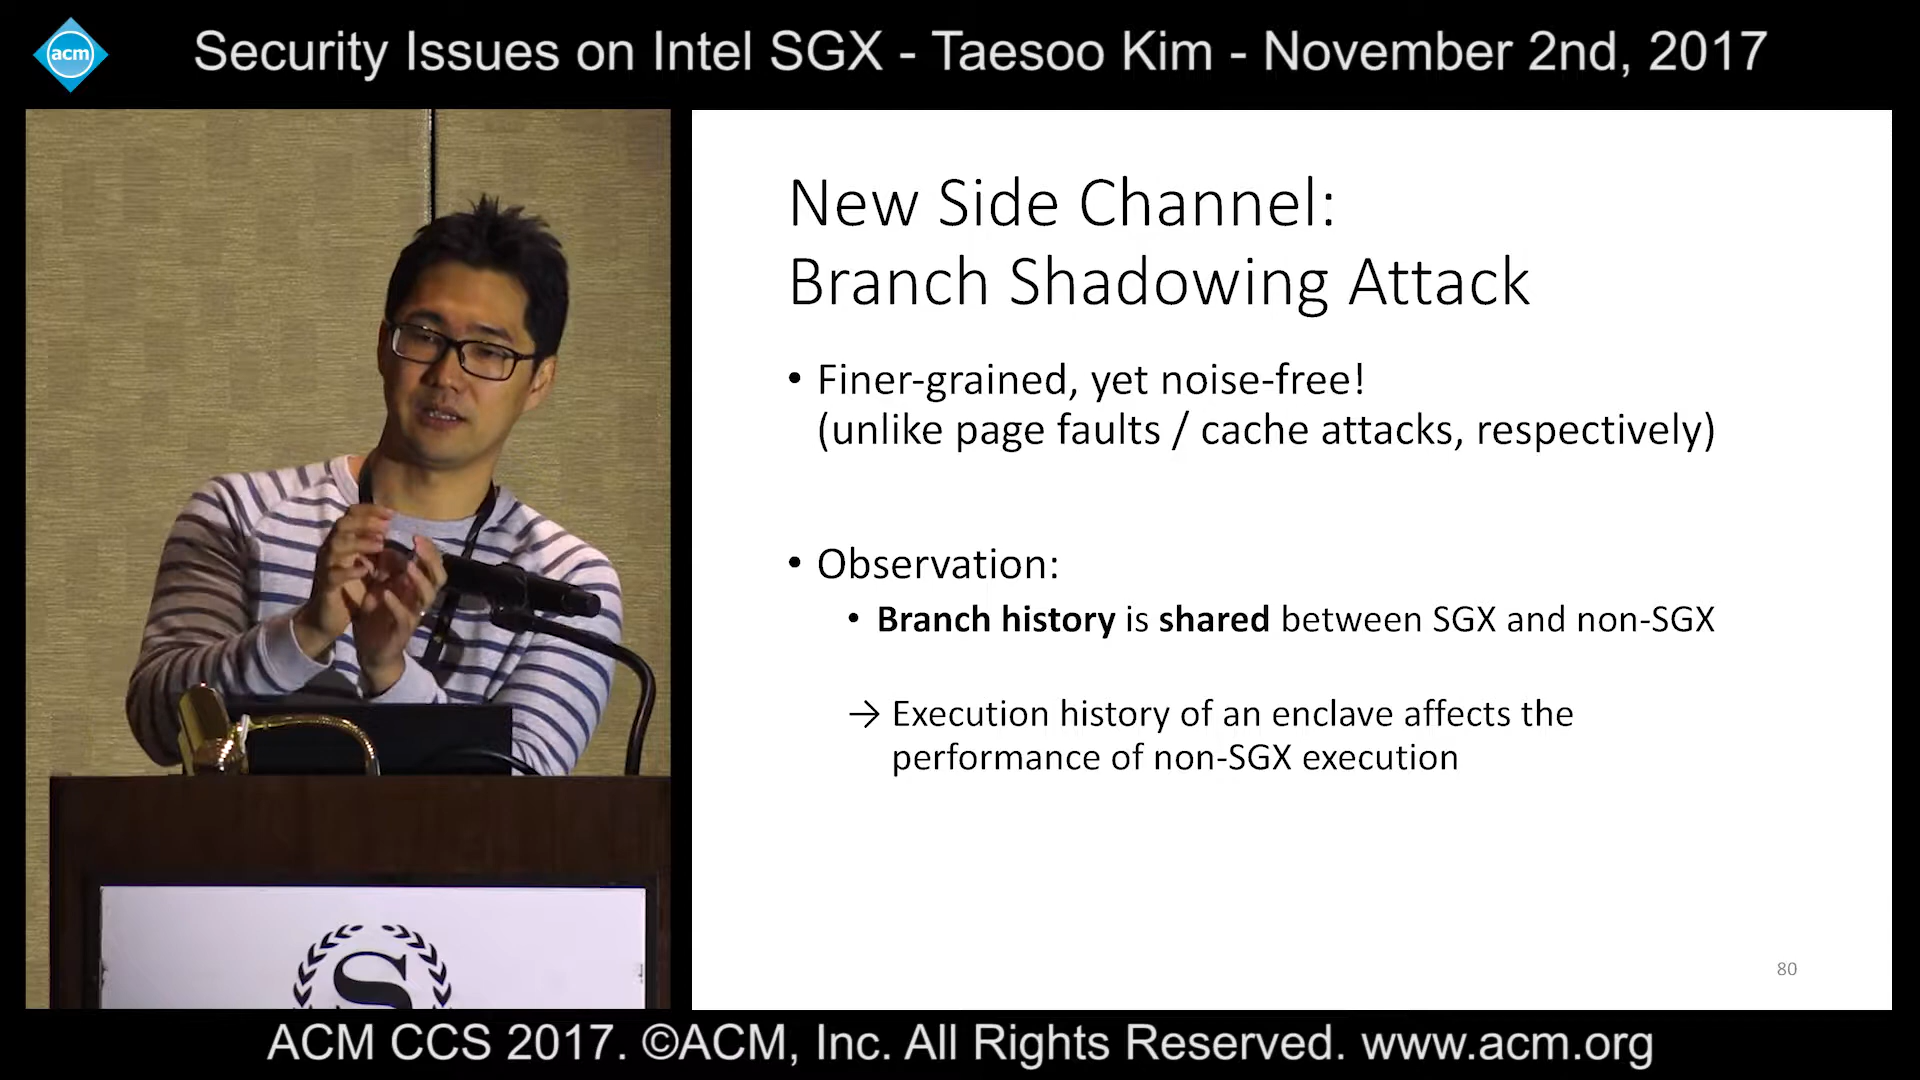 acm
Security Issues on Intel SGX - Taesoo Kim - November 2nd, 2017
New Side Channel:
Branch Shadowing Attack
• Finer-grained, yet noise-free!
(unlike page faults / cache attacks, respectively)
• Observation:
• Branch history is shared between SGX and non-SGX
→ Execution history of an enclave affects the
performance of non-SGX execution
80
S
ACM CCS 2017. ©ACM, Inc. All Rights Reserved. www.acm.org